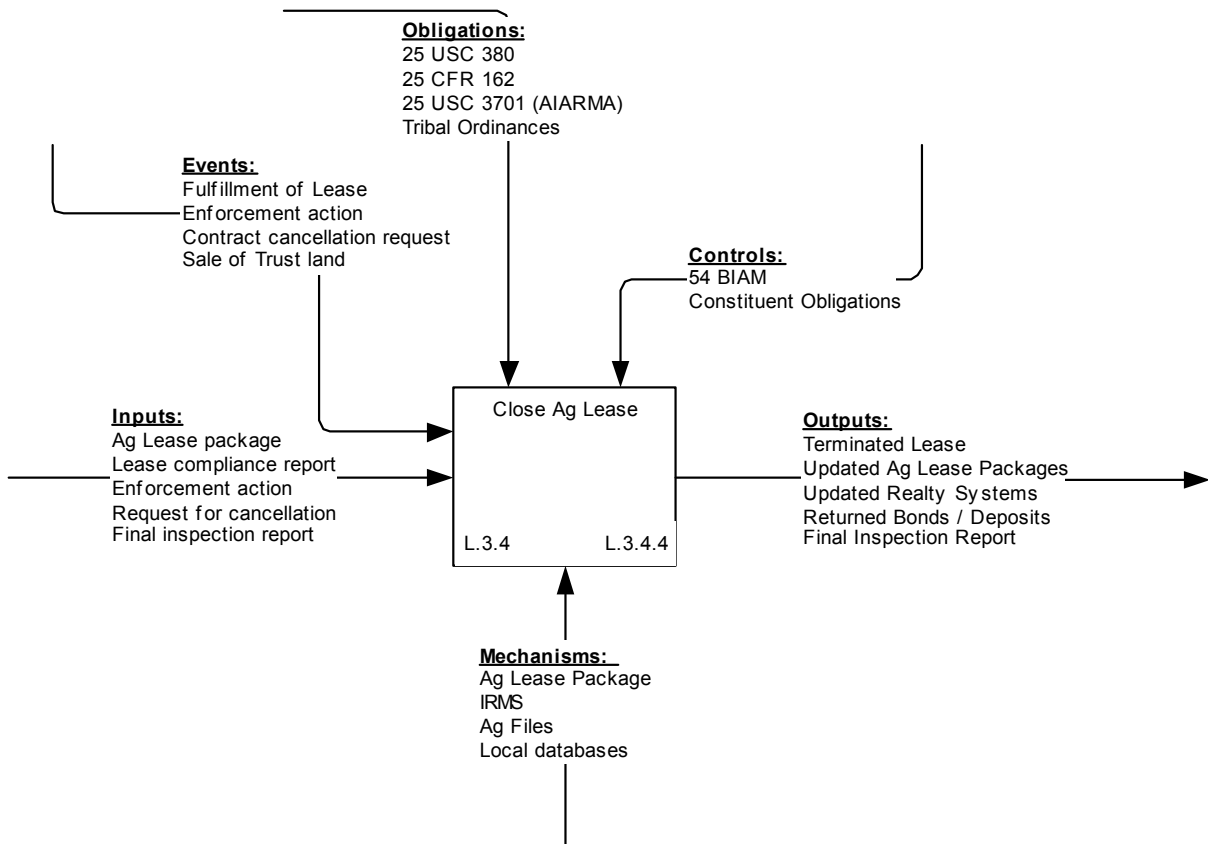 Obligations:
25 USC 380
25 CFR 162
25 USC 3701 (AIARMA)
Tribal Ordinances
Events:
Fulfillment of Lease
Enforcement action
Contract cancellation request
Sale of Trust land
Controls:
54 BIAM
Constituent Obligations
Inputs:
Ag Lease package
Lease compliance report
Enforcement action
Request for cancellation
Final inspection report
Close Ag Lease
L.3.4 L.3.4.4
Outputs:
Terminated Lease
Updated Ag Lease Packages
Updated Realty Systems
Returned Bonds / Deposits
Final Inspection Report
Mechanisms:
Ag Lease Package
IRMS
Ag Files
Local databases